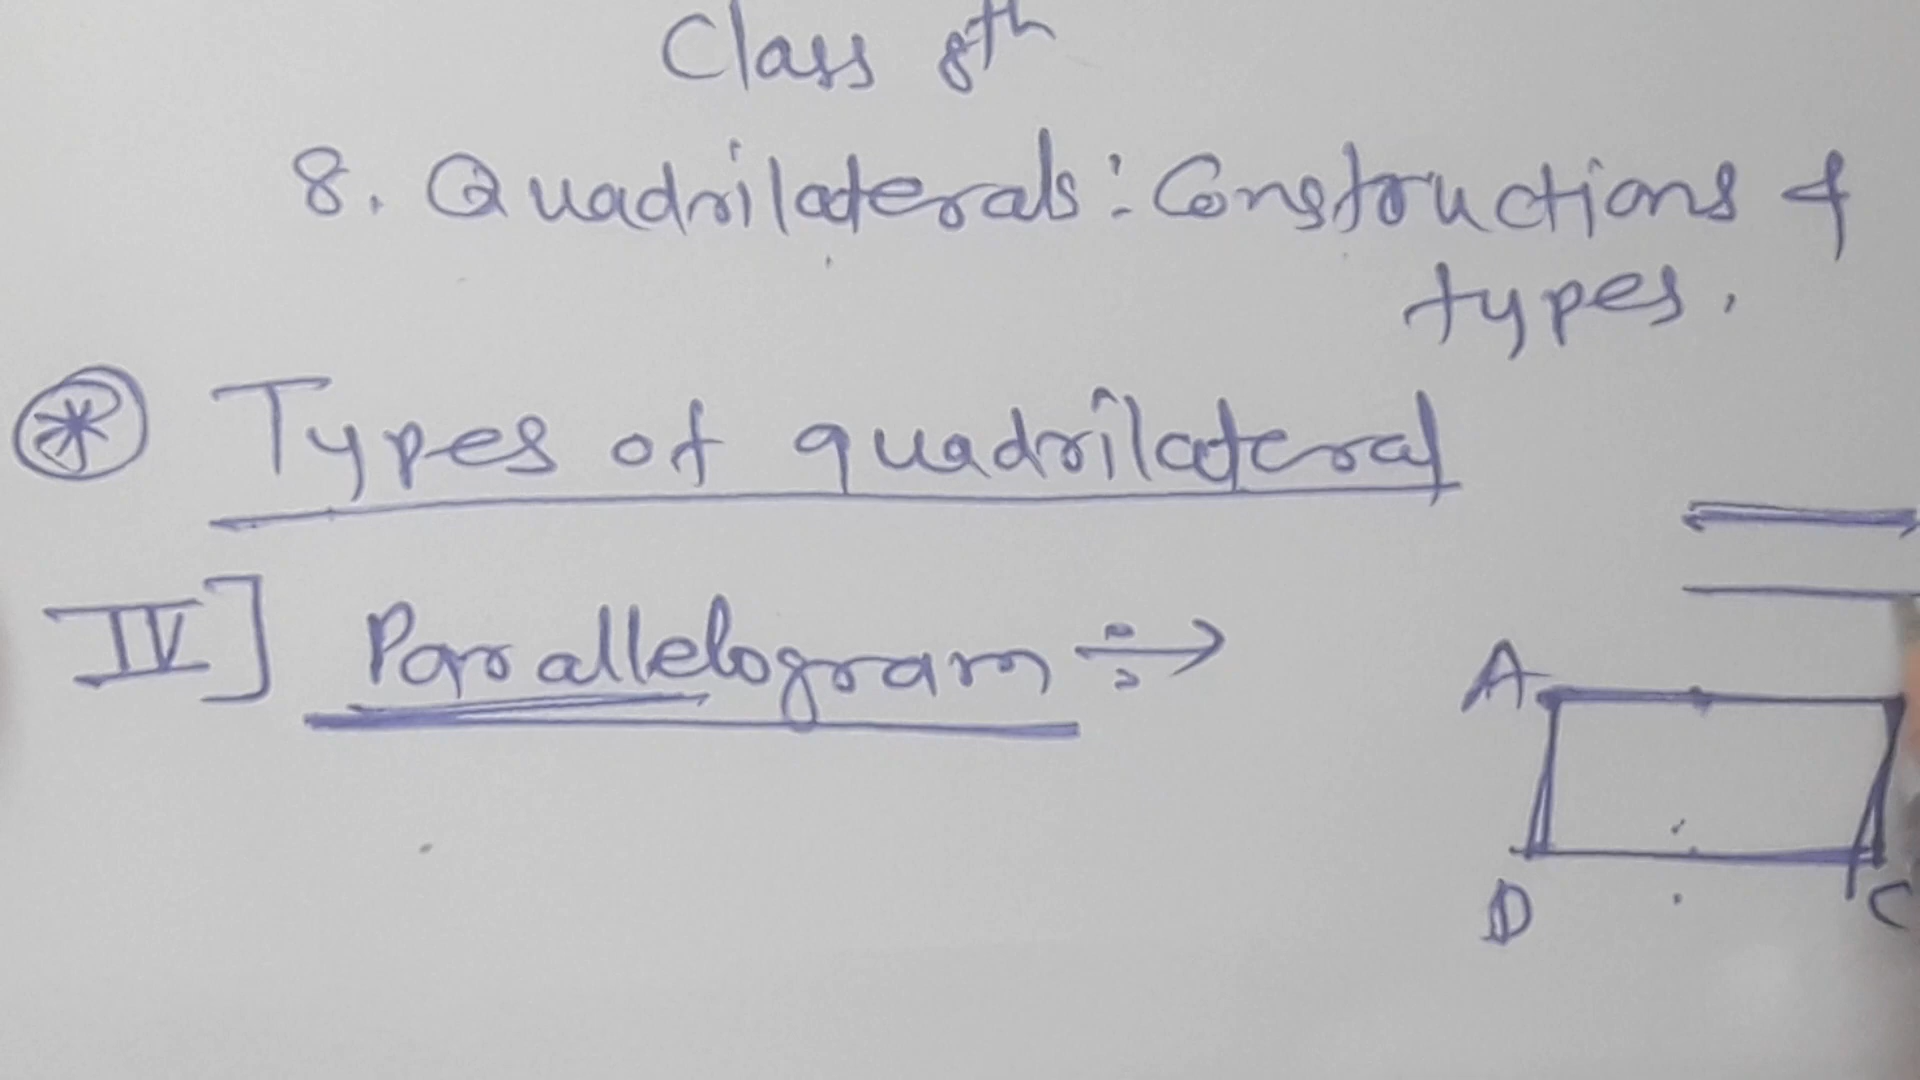 Class 8th
8. Quadrilaterals : Constructions &
types.
* Types of quadrilateral
IV] Parallelogram ÷→
A
D C